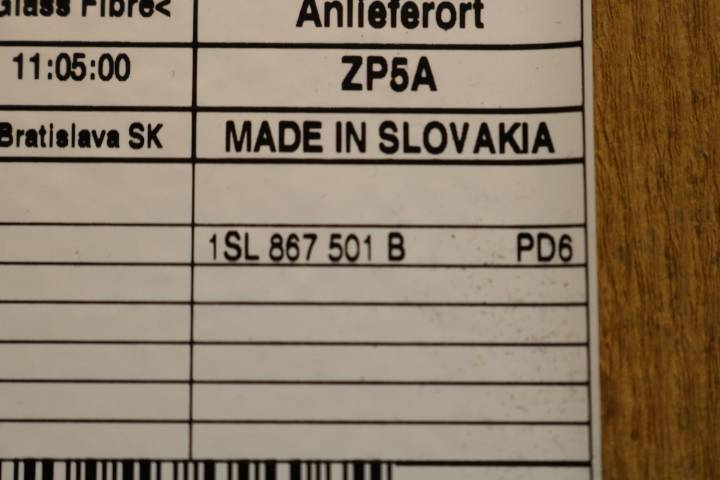 Glass Fibre< Anlieferort
11:05:00 ZP5A
Bratislava SK MADE IN SLOVAKIA
1SL 867 501 B PD6